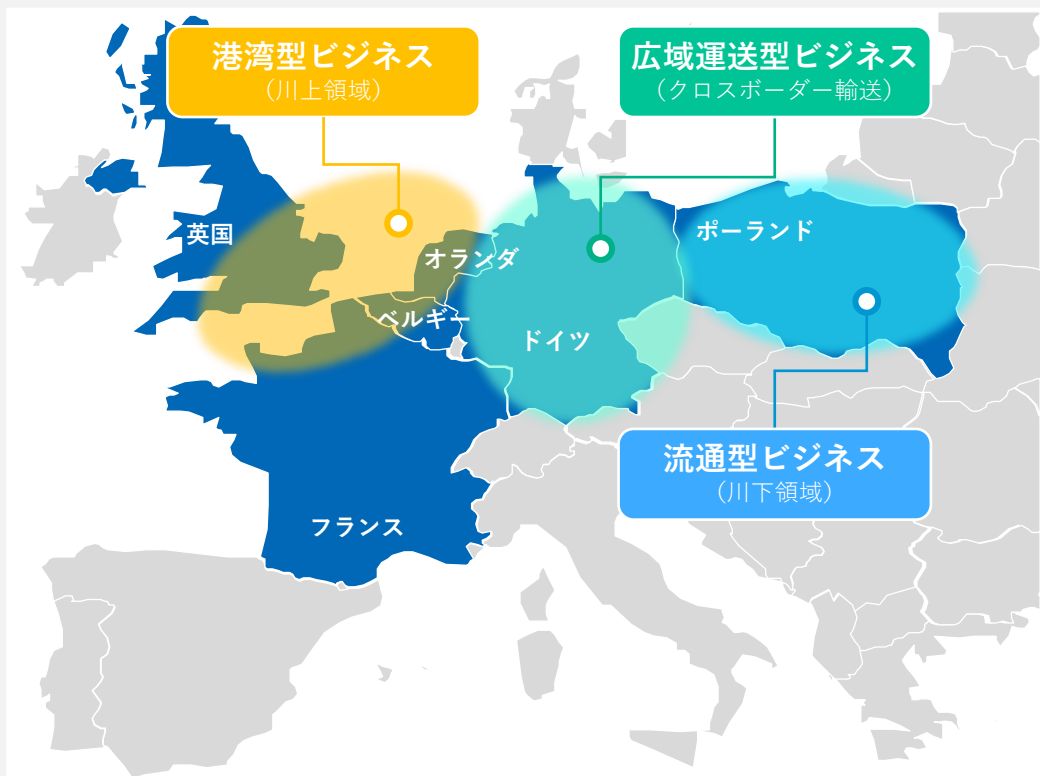 港湾型ビジネス
（川上領域）
広域運送型ビジネス
（クロスボーダー輸送）
英国
オランダ
ポーランド
ベルギー
ドイツ
流通型ビジネス
（川下領域）
フランス